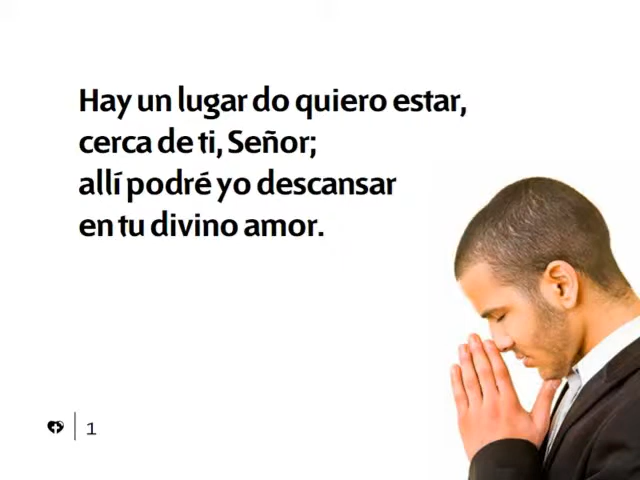 Hay un lugar do quiero estar,
cerca de ti, Señor;
allí podré yo descansar
en tu divino amor.
1